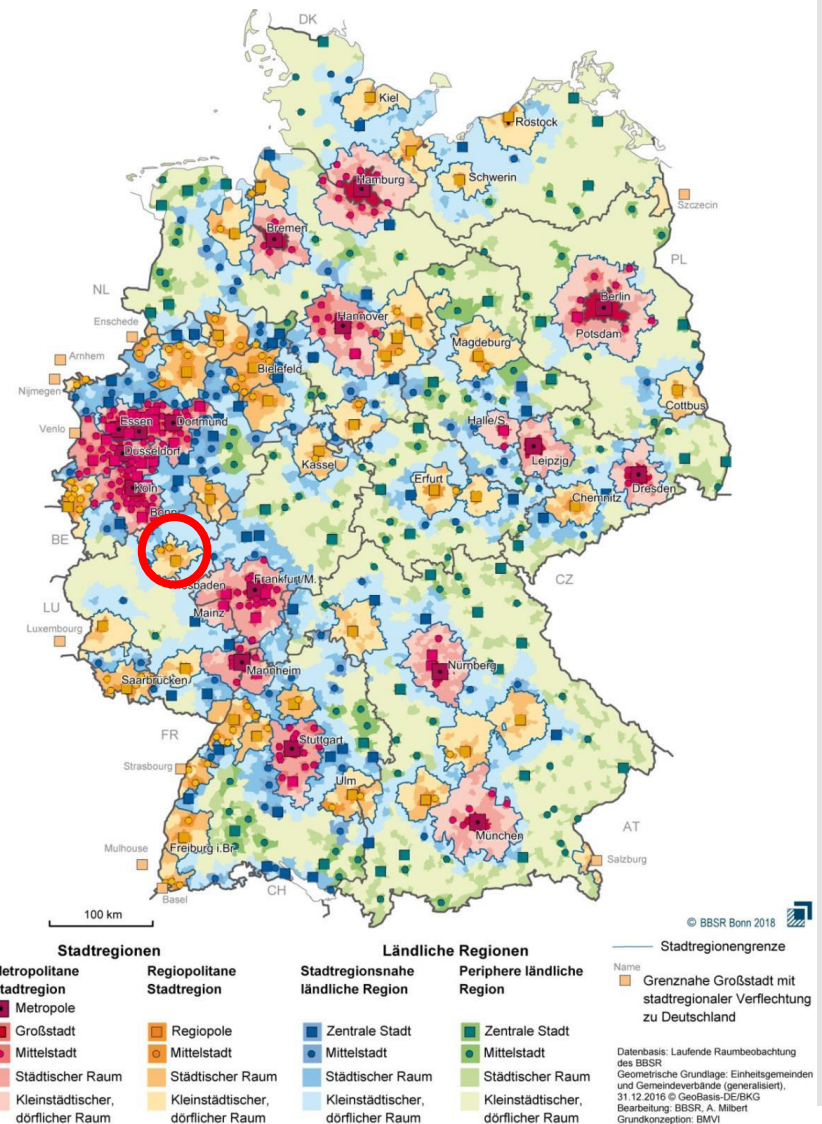 DK
Kiel
Rostock
Hamburg
Schwerin
Szczecin
Bremen
PL
NL
Berlin
Enschede
Hannover
Potsdam
Magdeburg
Arnhem
Bielefeld
Nijmegen
Cottbus
Essen
Dortmund
Halle/S.
Venlo
Düsseldorf
Leipzig
Kassel
Erfurt
Köln
Dresden
Chemnitz
Bonn
BE
CZ
Frankfurt/M.
esbaden
LU
Mainz
Luxembourg
Nürnberg
Mannheim
Saarbrücken
FR
Stuttgart
Strasbourg
Ulm
AT
München
Mulhouse
Freiburg i.Br
Salzburg
CH
Basel
100 km
© BBSR Bonn 2018
Stadtregionen
Ländliche Regionen
Stadtregionengrenze
etropolitane
tadtregion
Regiopolitane
Stadtregion
Stadtregionsnahe
ländliche Region
Periphere ländliche
Region
Name
Grenznahe Großstadt mit
stadtregionaler Verflechtung
zu Deutschland
Metropole
Großstadt
Regiopole
Zentrale Stadt
Zentrale Stadt
Mittelstadt
Mittelstadt
Mittelstadt
Mittelstadt
Städtischer Raum
Städtischer Raum
Städtischer Raum
Städtischer Raum
Kleinstädtischer,
dörflicher Raum
Kleinstädtischer,
dörflicher Raum
Kleinstädtischer,
dörflicher Raum
Kleinstädtischer,
dörflicher Raum
Datenbasis: Laufende Raumbeobachtung
des BBSR
Geometrische Grundlage: Einheitsgemeinden
und Gemeindeverbände (generalisiert),
31.12.2016 © GeoBasis-DE/BKG
Bearbeitung: BBSR, A. Milbert
Grundkonzeption: BMVI